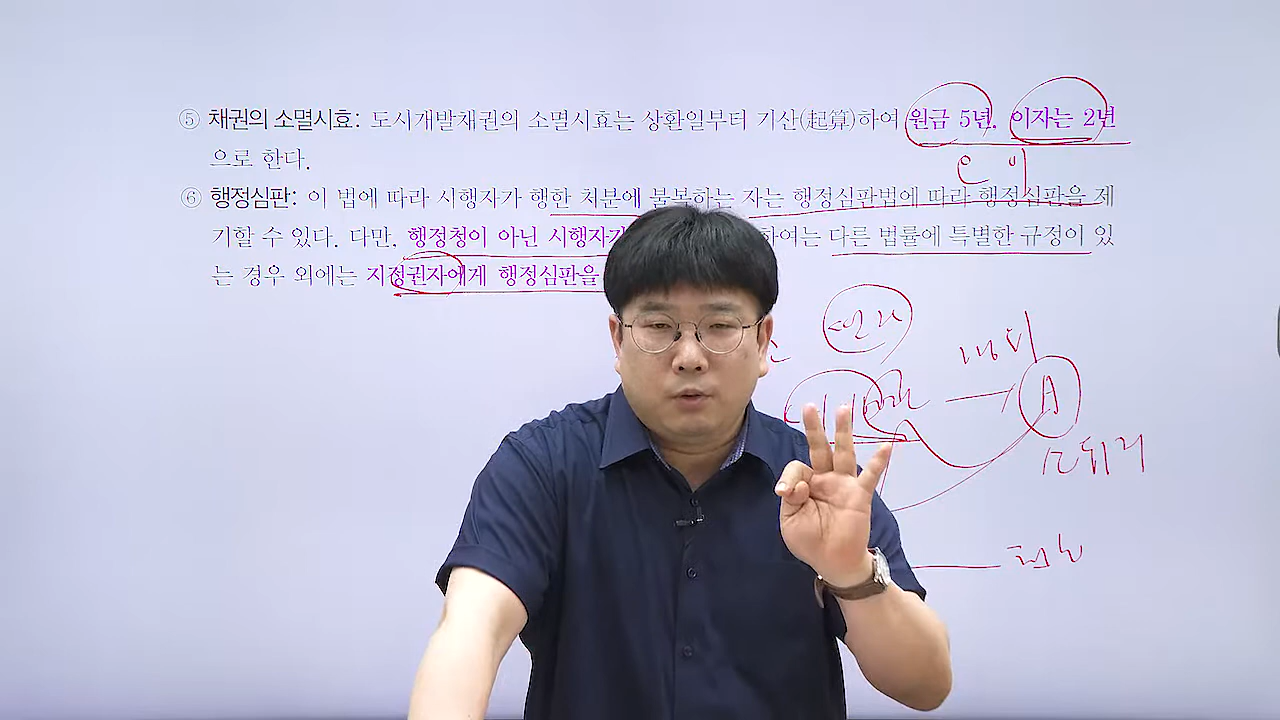 ⑤ 채권의 소멸시효: 도시개발채권의 소멸시효는 상환일부터 기산(起算)하여 원금 5년, 이자는 2년
으로 한다.
오 이
⑥ 행정심판: 이 법에 따라 시행자가 행한 처분에 불복하는 자는 행정심판법에 따라 행정심판을 제
기할 수 있다. 다만, 행정청이 아닌 시행자가 하여는 다른 법률에 특별한 규정이 있
는 경우 외에는 지정권자에게 행정심판을
A